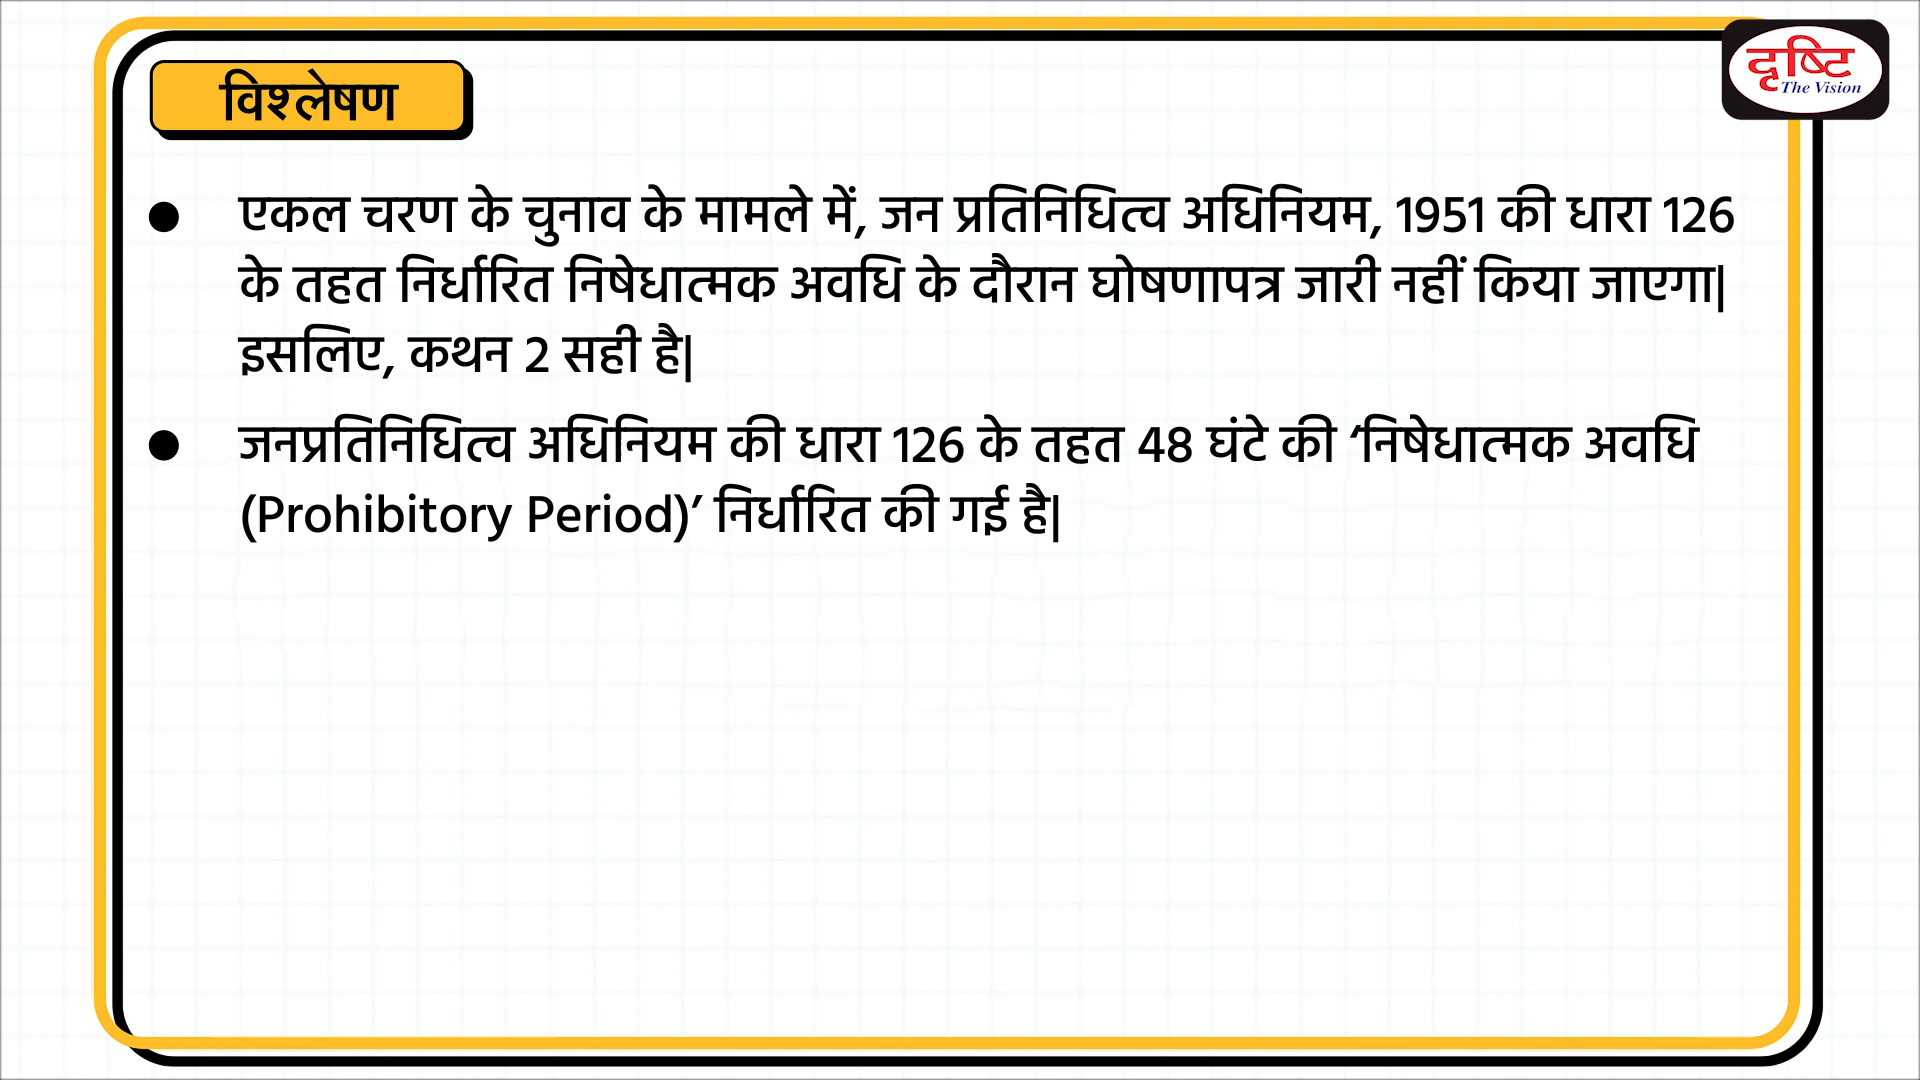 विश्लेषण
दृष्टि
The Vision
● एकल चरण के चुनाव के मामले में, जन प्रतिनिधित्व अधिनियम, 1951 की धारा 126
के तहत निर्धारित निषेधात्मक अवधि के दौरान घोषणापत्र जारी नहीं किया जाएगा|
इसलिए, कथन 2 सही है|
● जनप्रतिनिधित्व अधिनियम की धारा 126 के तहत 48 घंटे की ‘निषेधात्मक अवधि
(Prohibitory Period)’ निर्धारित की गई है|